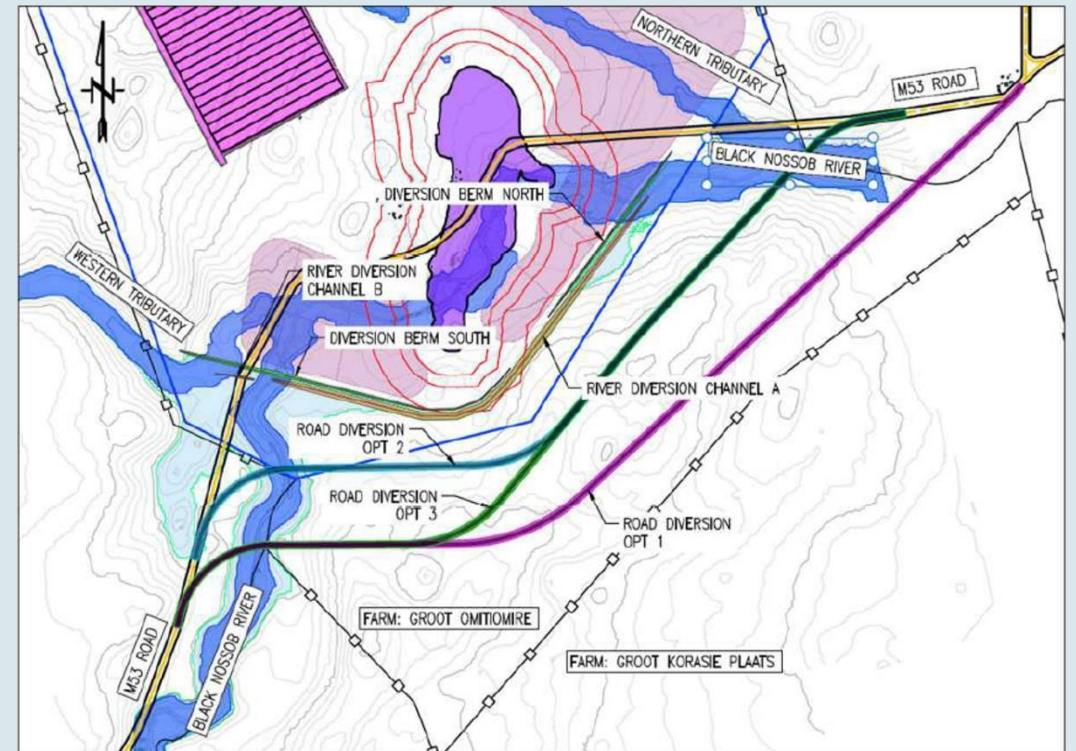 N
NORTHERN TRIBUTARY
M53 ROAD
BLACK NOSSOB RIVER
DIVERSION BERM NORTH
WESTERN TRIBUTARY
RIVER DIVERSION
CHANNEL B
DIVERSION BERM SOUTH
RIVER DIVERSION CHANNEL A
ROAD DIVERSION
OPT 2
ROAD DIVERSION
OPT 3
ROAD DIVERSION
OPT 1
FARM: GROOT OMITIOMIRE
FARM: GROOT KORASIE PLAATS
M53 ROAD
BLACK NOSSOB RIVER